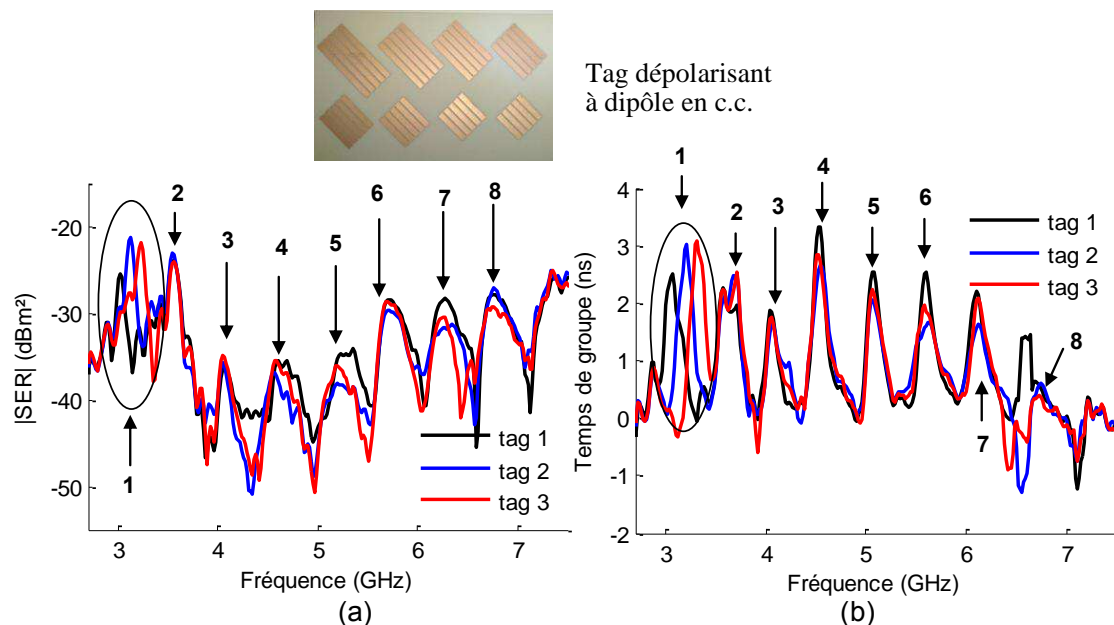 Tag dépolarisant
à dipôle en c.c.
|SER| (dBm²)
-20
-30
-40
-50
1
2
3
4
5
6
7
8
tag 1
tag 2
tag 3
3
4
5
6
7
Fréquence (GHz)
(a)
Temps de groupe (ns)
4
3
2
1
0
-1
-2
1
2
3
4
5
6
7
8
tag 1
tag 2
tag 3
3
4
5
6
7
Fréquence (GHz)
(b)